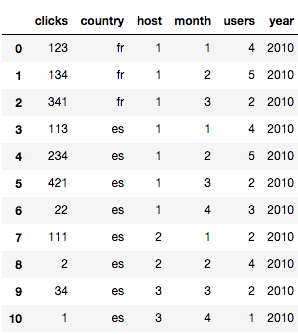 clicks country host month users year
0 123 fr 1 1 4 2010
1 134 fr 1 2 5 2010
2 341 fr 1 3 2 2010
3 113 es 1 1 4 2010
4 234 es 1 2 5 2010
5 421 es 1 3 2 2010
6 22 es 1 4 3 2010
7 111 es 2 1 2 2010
8 2 es 2 2 4 2010
9 34 es 3 3 2 2010
10 1 es 3 4 1 2010